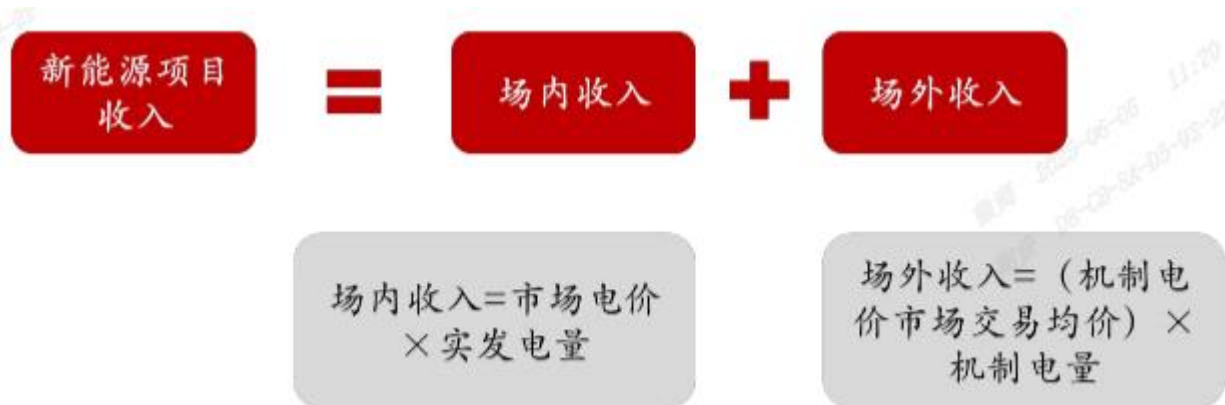 新能源项目
收入
=
场内收入
+
场外收入
场内收入=市场电价
×实发电量
场外收入=（机制电
价市场交易均价）×
机制电量
11:20